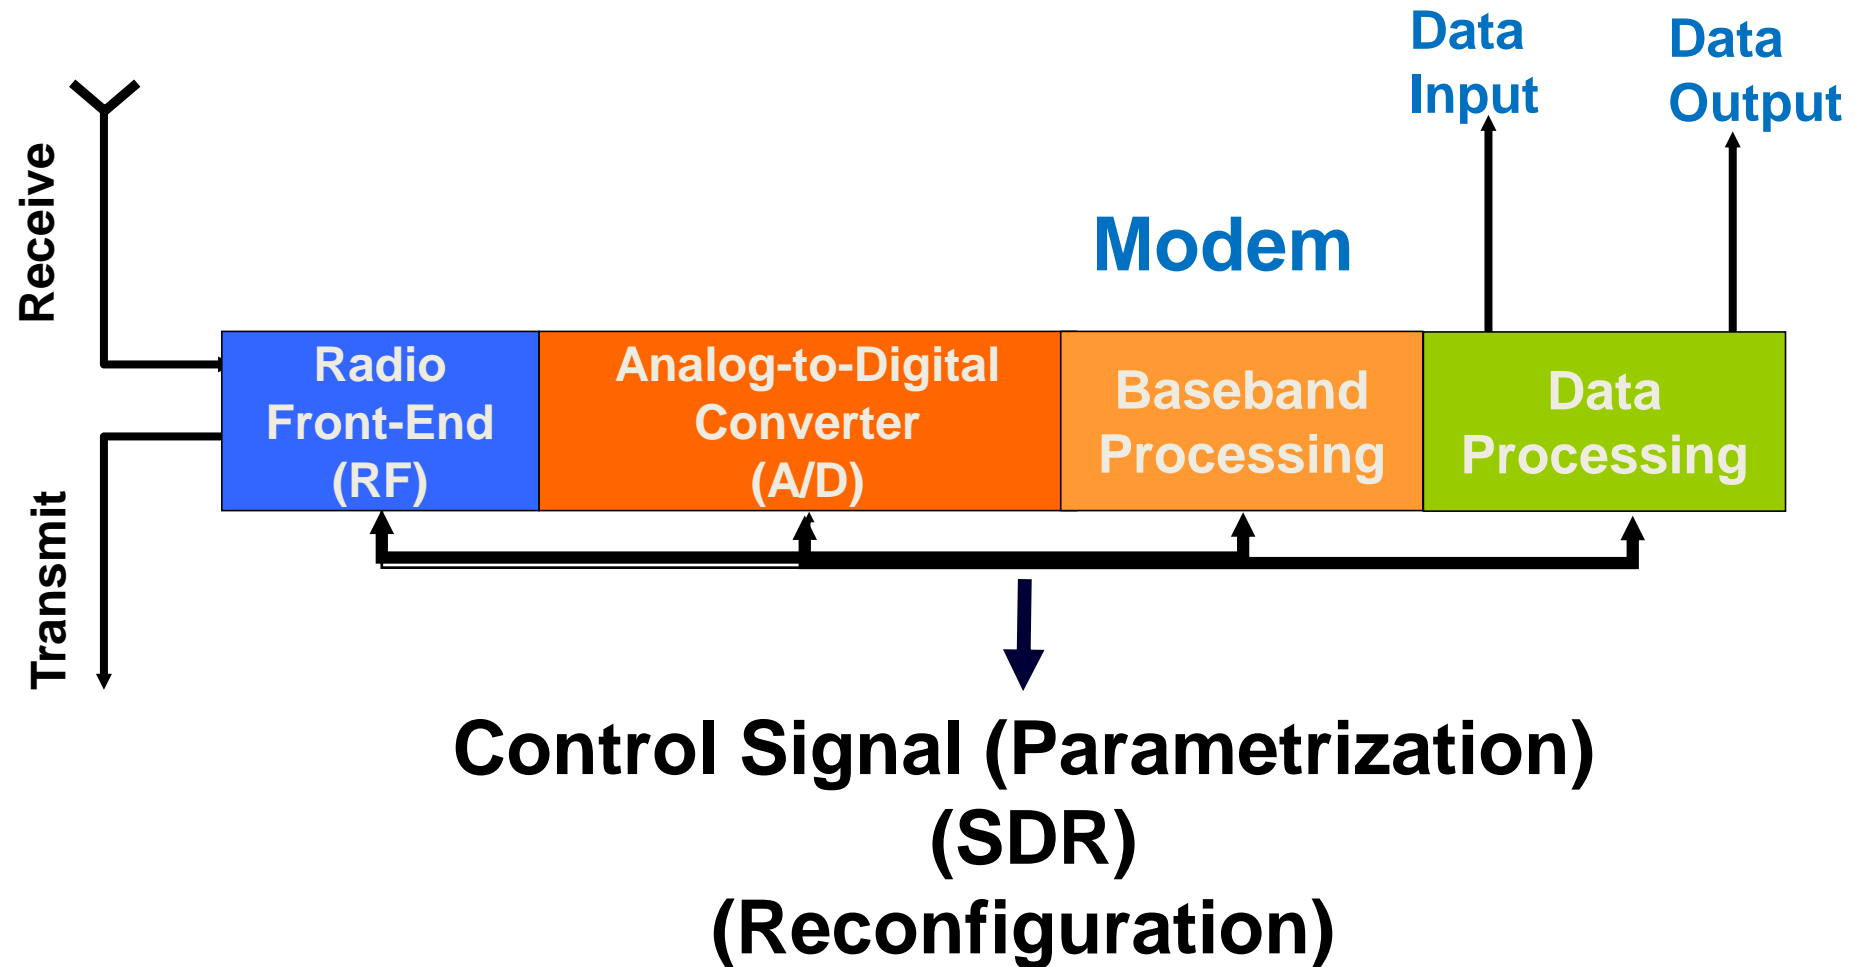 Data
Input
Data
Output
Receive
Modem
Radio
Front-End
(RF)
Analog-to-Digital
Converter
(A/D)
Baseband
Processing
Data
Processing
Transmit
Control Signal (Parametrization)
(SDR)
(Reconfiguration)